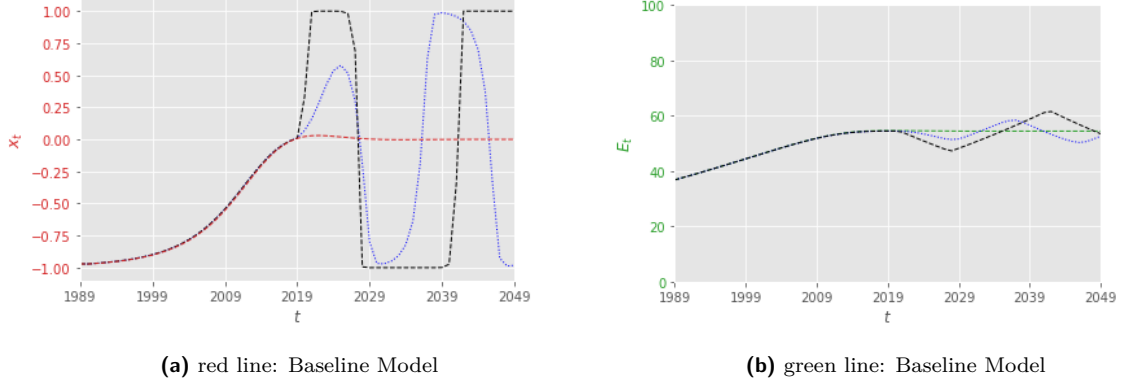 1.00
0.75
0.50
0.25
0.00
−0.25
−0.50
−0.75
−1.00
x_t
1989 1999 2009 2019 2029 2039 2049
t
(a) red line: Baseline Model
100
80
60
40
20
0
E_t
1989 1999 2009 2019 2029 2039 2049
t
(b) green line: Baseline Model